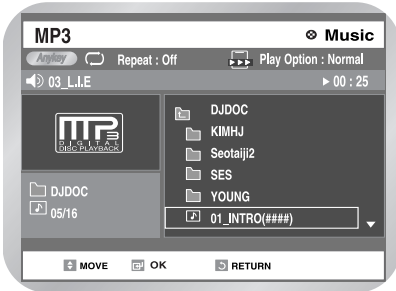 MP3 Music
Anykey Repeat : Off Play Option : Normal
03_L.I.E 00 : 25
MP3
DIGITAL
DISC PLAYBACK
DJDOC
05/16
DJDOC
KIMHJ
Seotaiji2
SES
YOUNG
01_INTRO(####)
MOVE OK RETURN